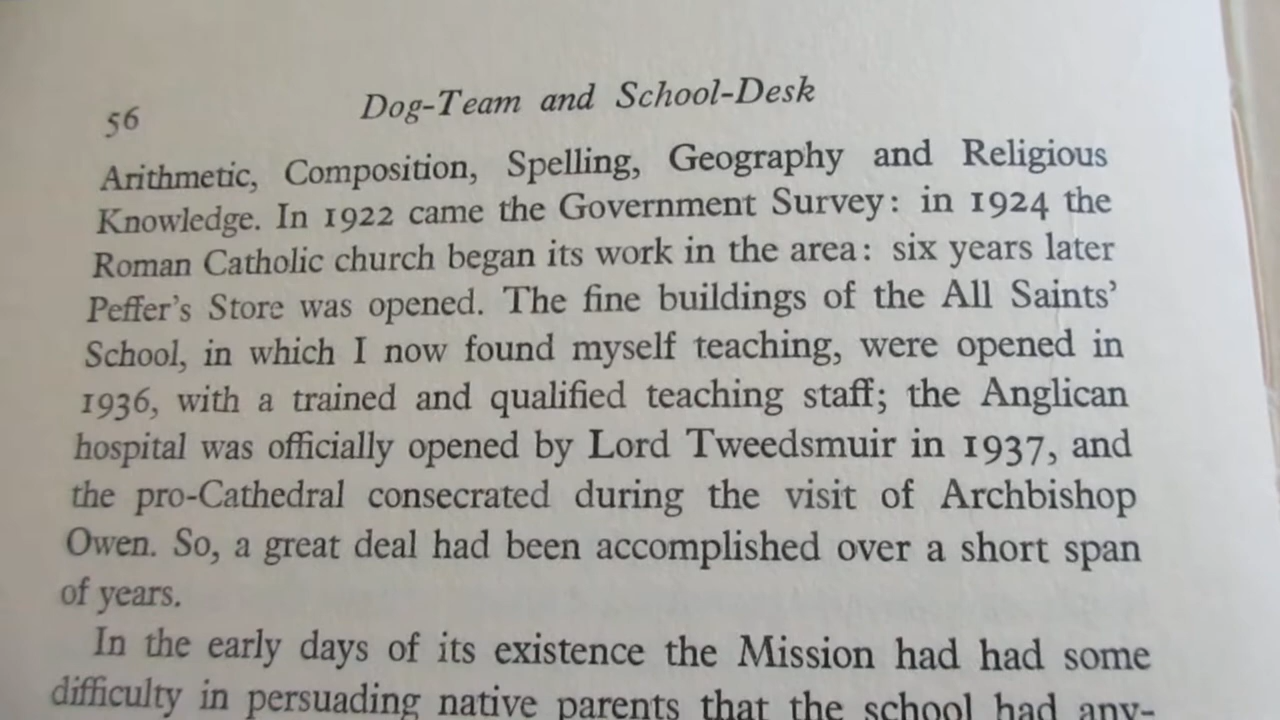 56
Dog-Team and School-Desk
Arithmetic, Composition, Spelling, Geography and Religious
Knowledge. In 1922 came the Government Survey: in 1924 the
Roman Catholic church began its work in the area: six years later
Peffer's Store was opened. The fine buildings of the All Saints'
School, in which I now found myself teaching, were opened in
1936, with a trained and qualified teaching staff; the Anglican
hospital was officially opened by Lord Tweedsmuir in 1937, and
the pro-Cathedral consecrated during the visit of Archbishop
Owen. So, a great deal had been accomplished over a short span
of years.
In the early days of its existence the Mission had had some
difficulty in persuading native parents that the school had any-